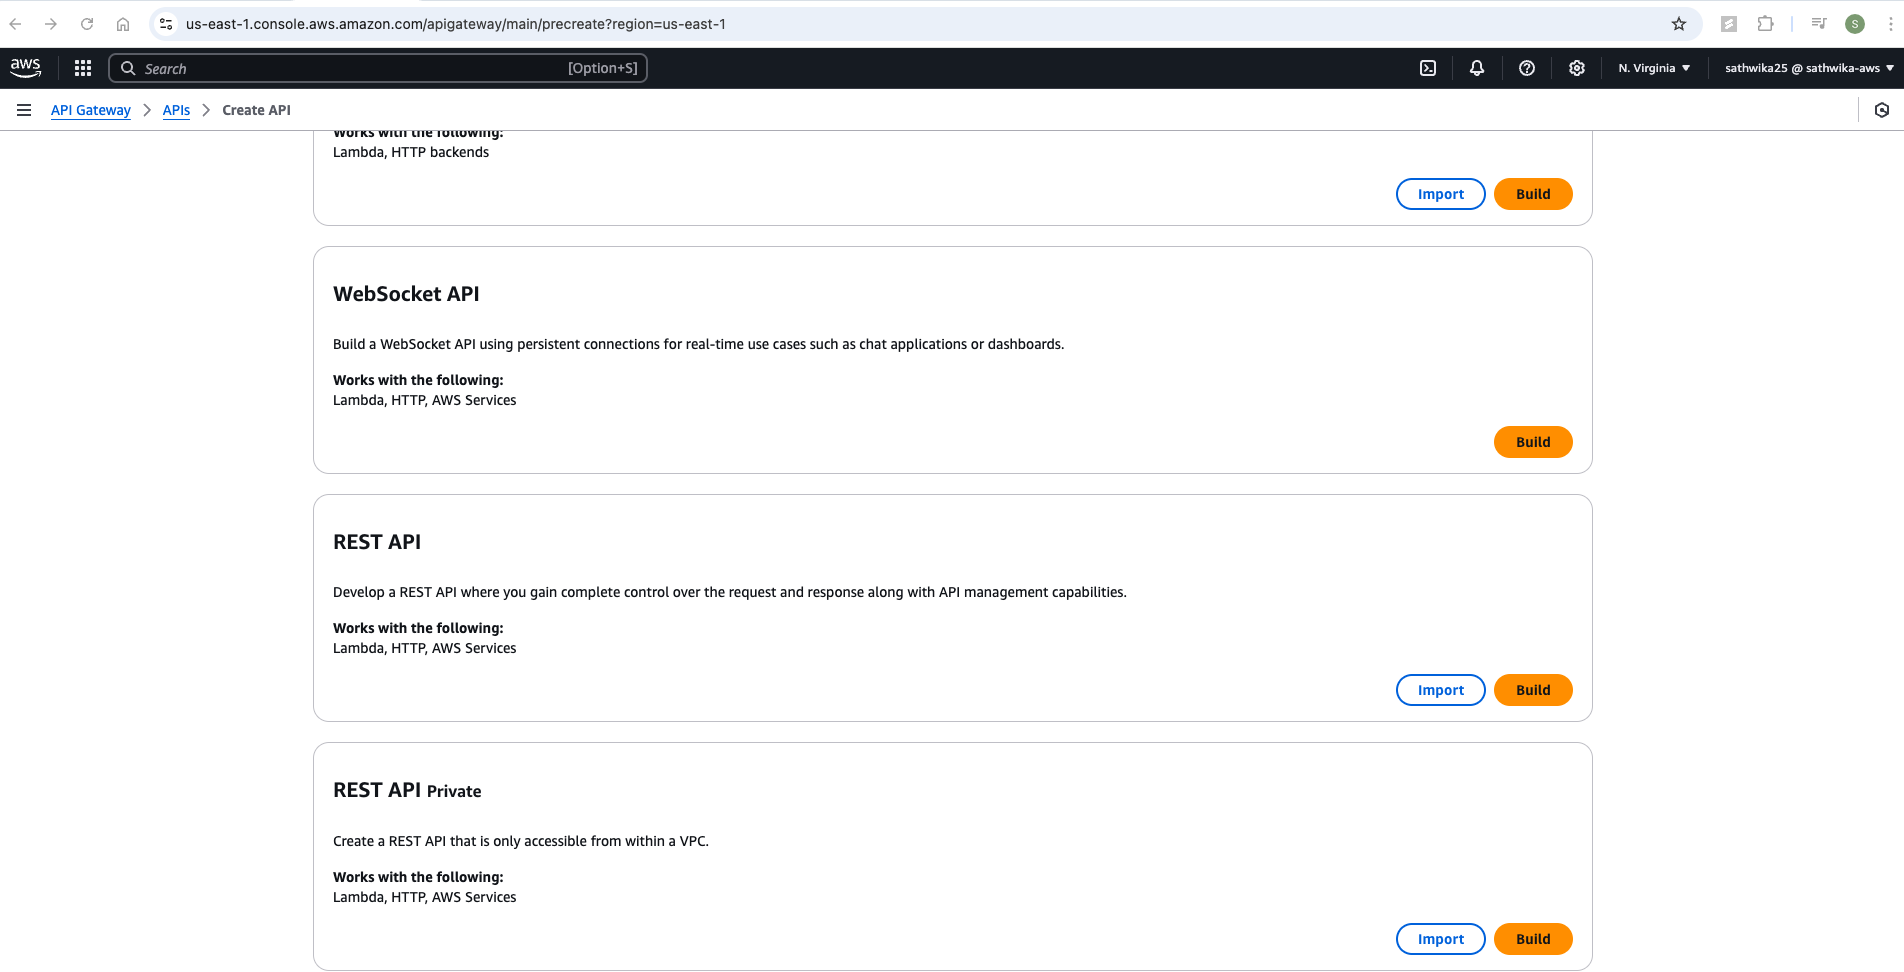 us-east-1.console.aws.amazon.com/apigateway/main/precreate?region=us-east-1
S
aws
Search
[Option+S]
N. Virginia
sathwika25 @ sathwika-aws
API Gateway
APIs
Create API
Works with the following:
Lambda, HTTP backends
Import
Build
WebSocket API
Build a WebSocket API using persistent connections for real-time use cases such as chat applications or dashboards.
Works with the following:
Lambda, HTTP, AWS Services
Build
REST API
Develop a REST API where you gain complete control over the request and response along with API management capabilities.
Works with the following:
Lambda, HTTP, AWS Services
Import
Build
REST API Private
Create a REST API that is only accessible from within a VPC.
Works with the following:
Lambda, HTTP, AWS Services
Import
Build